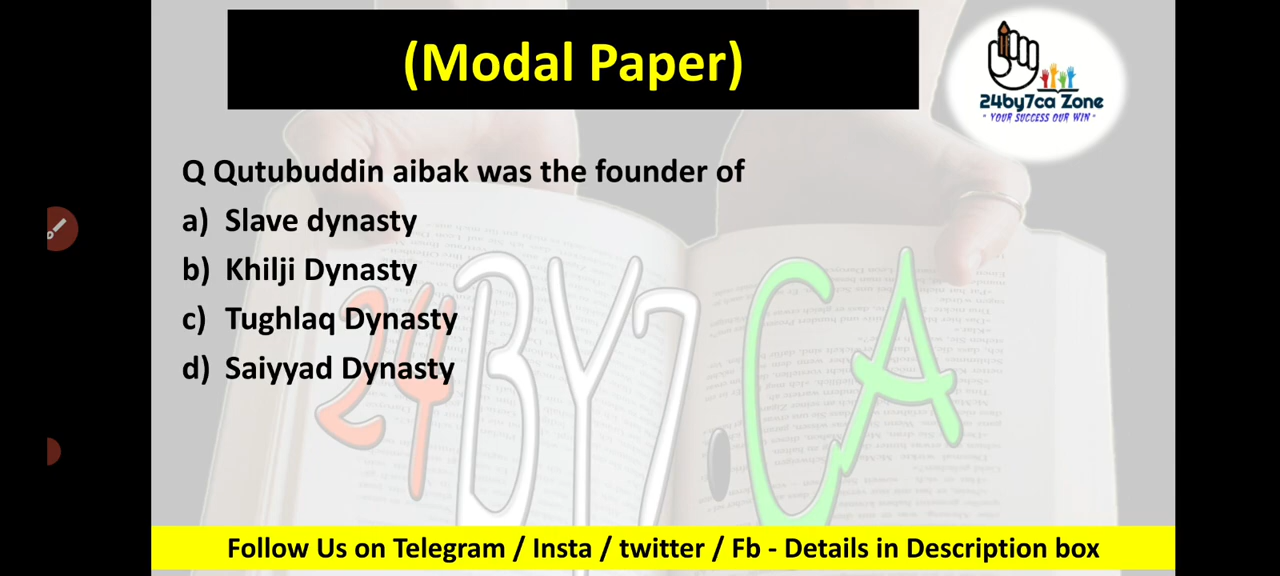 (Modal Paper)
24by7ca Zone
" YOUR SUCCESS OUR WIN "
Q Qutubuddin aibak was the founder of
a) Slave dynasty
b) Khilji Dynasty
c) Tughlaq Dynasty
d) Saiyyad Dynasty
24BY7.CA
Follow Us on Telegram / Insta / twitter / Fb - Details in Description box